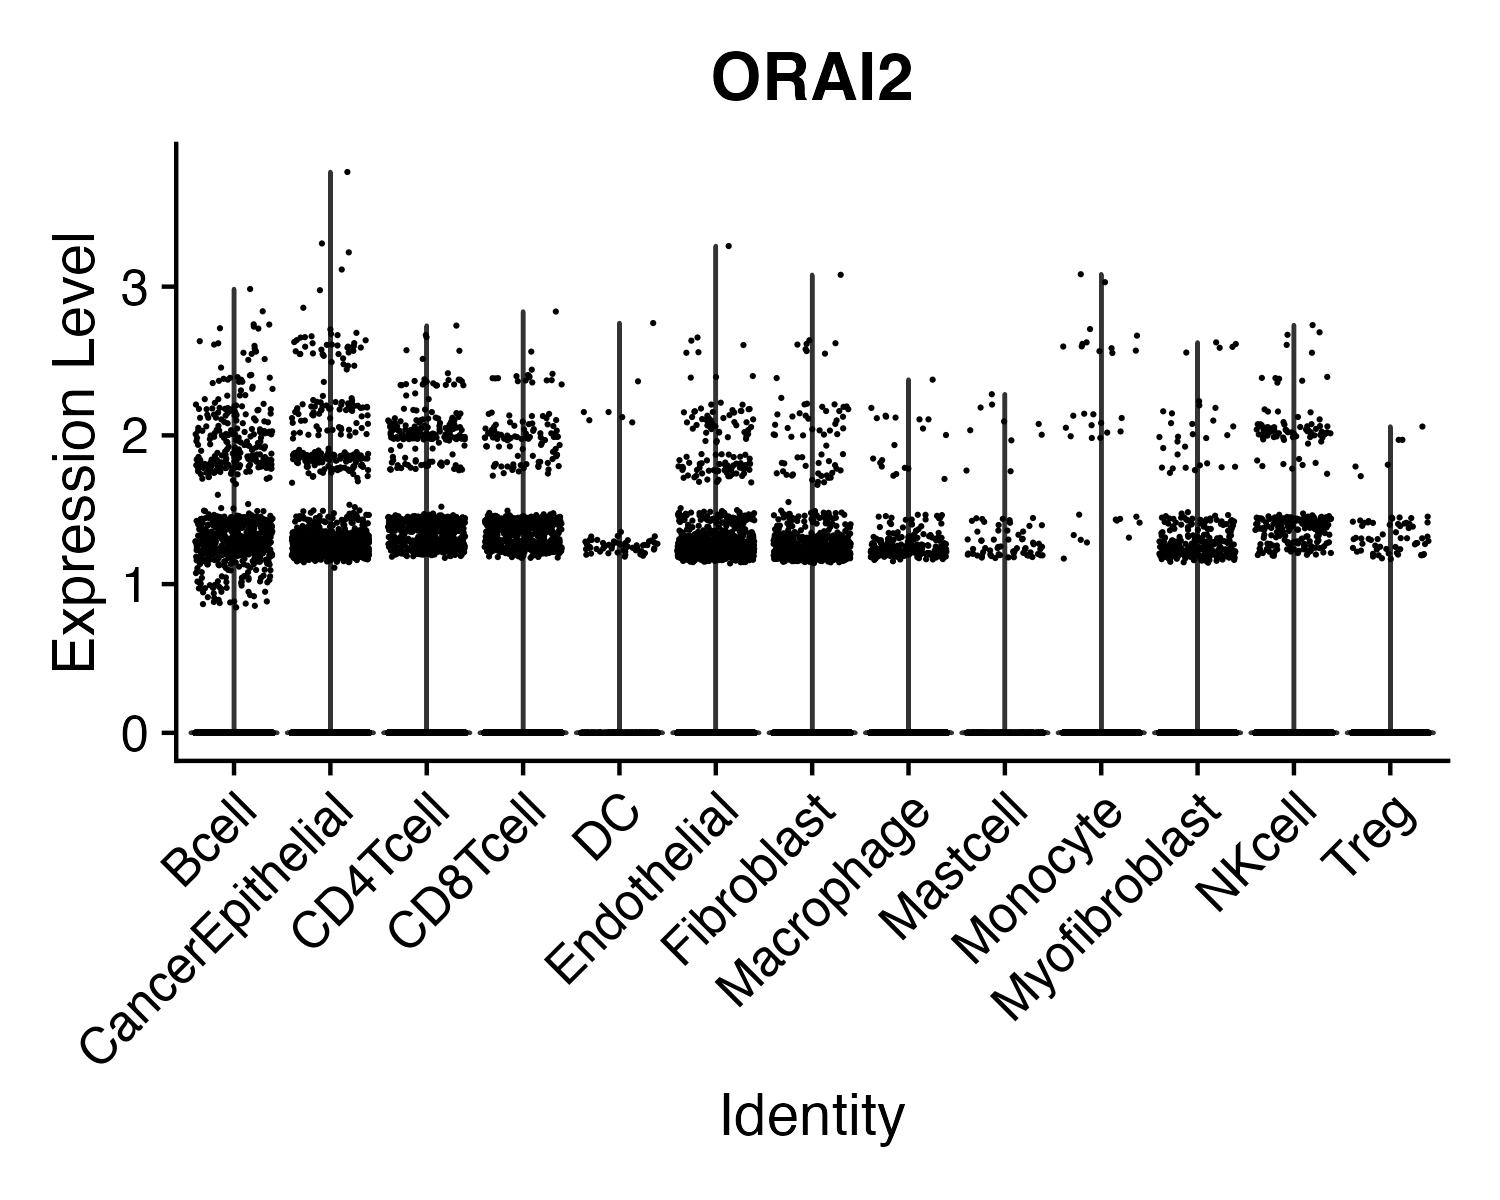 ORAI2
Expression Level
3
2
1
0
Bcell
CancerEpithelial
CD4Tcell
CD8Tcell
DC
Endothelial
Fibroblast
Macrophage
Mastcell
Monocyte
Myofibroblast
NKcell
Treg
Identity